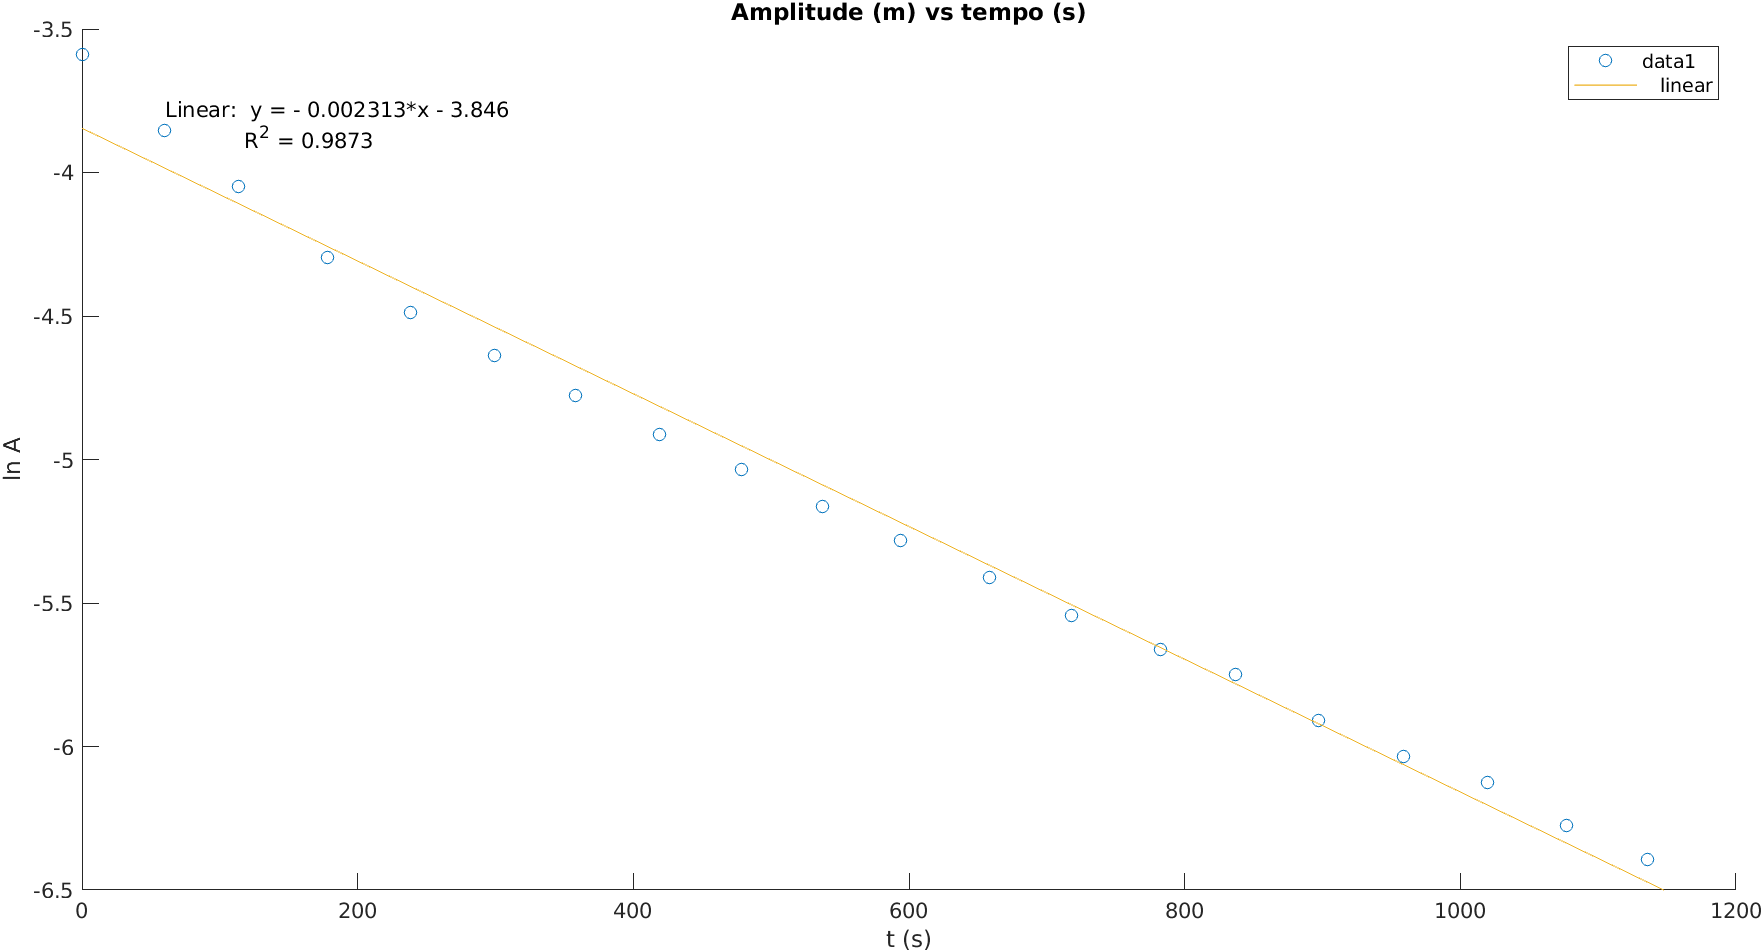 Amplitude (m) vs tempo (s)
-3.5
-4
-4.5
-5
-5.5
-6
-6.5
ln A
Linear: y = - 0.002313*x - 3.846
R² = 0.9873
data1
linear
0 200 400 600 800 1000 1200
t (s)